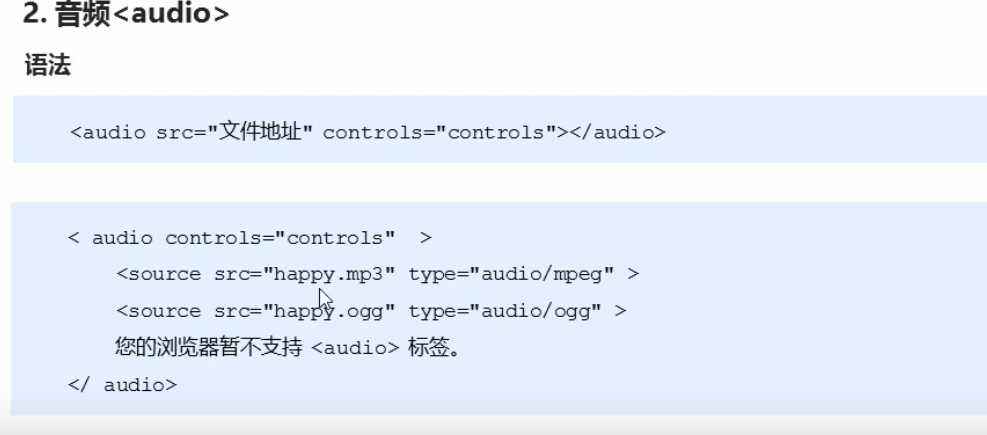 2. 音频<audio>
语法
<audio src="文件地址" controls="controls"></audio>
< audio controls="controls"  >
<source src="happy.mp3" type="audio/mpeg" >
<source src="happy.ogg" type="audio/ogg" >
您的浏览器暂不支持 <audio> 标签。
</ audio>